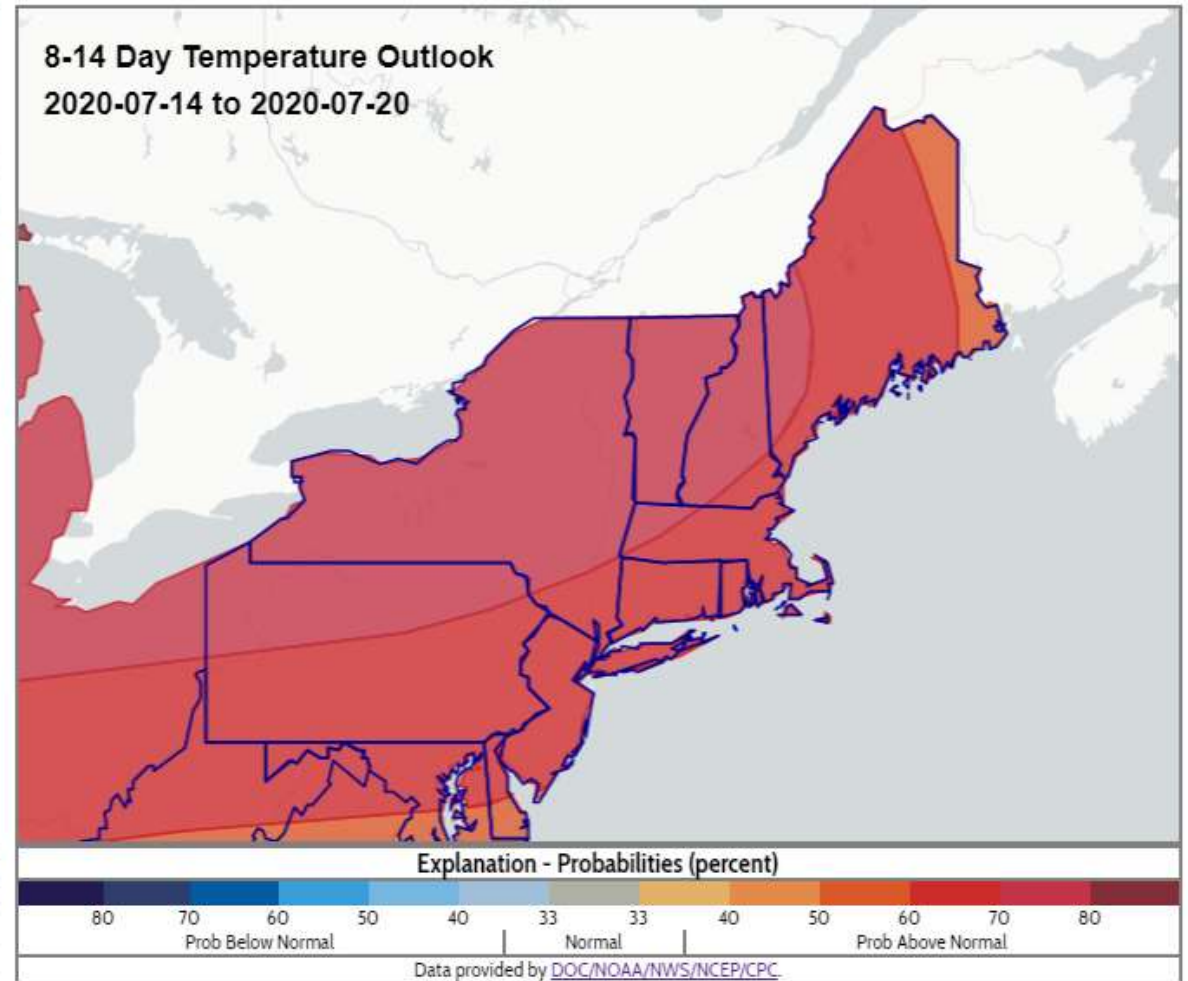 8-14 Day Temperature Outlook
2020-07-14 to 2020-07-20
Explanation - Probabilities (percent)
80 70 60 50 40 33 33 40 50 60 70 80
Prob Below Normal Normal Prob Above Normal
Data provided by DOC/NOAA/NWS/NCEP/CPC.